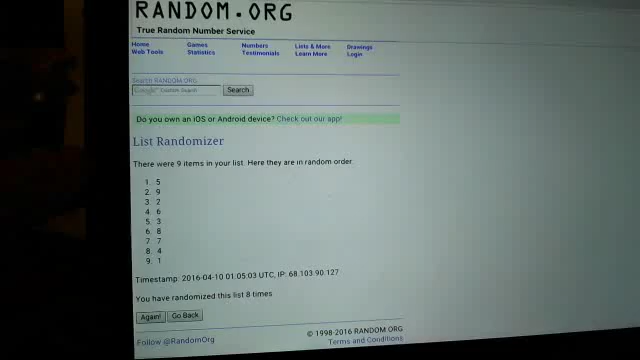 RANDOM.ORG
True Random Number Service
Home Games Numbers Lists & More Drawings
Web Tools Statistics Testimonials Learn More Login
Search RANDOM.ORG
Google™ Custom Search Search
Do you own an iOS or Android device? Check out our app!
List Randomizer
There were 9 items in your list. Here they are in random order:
1. 5
2. 9
3. 2
4. 6
5. 3
6. 8
7. 7
8. 4
9. 1
Timestamp: 2016-04-10 01:05:03 UTC, IP: 68.103.90.127
You have randomized this list 8 times
Again! Go Back
Follow @RandomOrg
© 1998-2016 RANDOM.ORG
Terms and Conditions